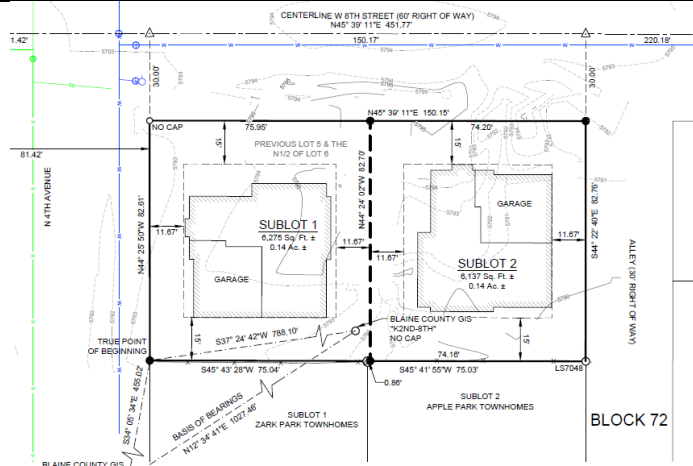 CENTERLINE W 8TH STREET (60' RIGHT OF WAY)
N45° 39' 11"E 451.77'
1.42'
150.17'
220.18'
30.00'
30.00'
N45° 39' 11"E 150.15'
NO CAP
75.95'
74.20'
15'
15'
PREVIOUS LOT 5 & THE
N1/2 OF LOT 6
81.42'
N 4TH AVENUE
N44° 25' 50"W 82.61'
N44° 24' 02"W 82.70'
S44° 22' 40"E 82.76'
GARAGE
SUBLOT 1
6,275 Sq. Ft. ±
0.14 Ac. ±
11.67'
11.67'
11.67'
11.67'
SUBLOT 2
6,137 Sq. Ft. ±
0.14 Ac. ±
GARAGE
ALLEY (30' RIGHT OF WAY)
BLAINE COUNTY GIS
"K2ND-8TH"
NO CAP
15'
15'
TRUE POINT
OF BEGINNING
S37° 24' 42"W 788.10'
74.16'
S45° 43' 28"W 75.04'
S45° 41' 55"W 75.03'
LS7048
0.86'
S34° 05' 34"E 455.02'
BASIS OF BEARINGS
N12° 34' 41"E 1027.46'
SUBLOT 1
ZARK PARK TOWNHOMES
SUBLOT 2
APPLE PARK TOWNHOMES
BLOCK 72
BLAINE COUNTY GIS